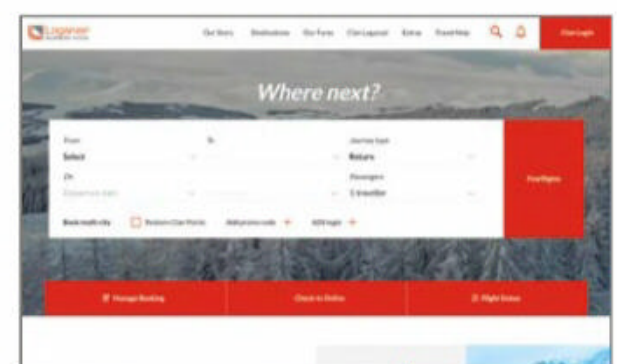 Loganair
Our Story Destinations Our Fares Clan Loganair Extras Travel Help Clan Login
Where next?
From To Journey type
Select Return
On Passengers
1 traveller
Book multi-city Redeem Clan Points Add promo code + Add bags +
Find flights
Manage Booking Check-in Online Flight Status